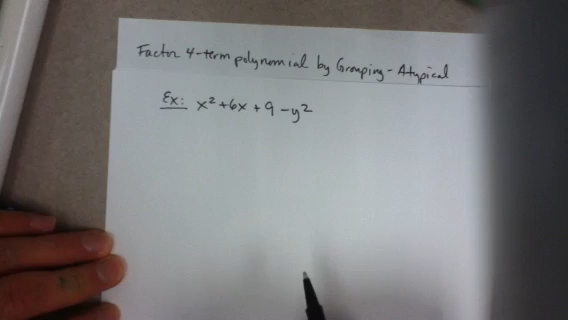 Factor 4-term polynomial by Grouping - Atypical
Ex: x² + 6x + 9 - y²